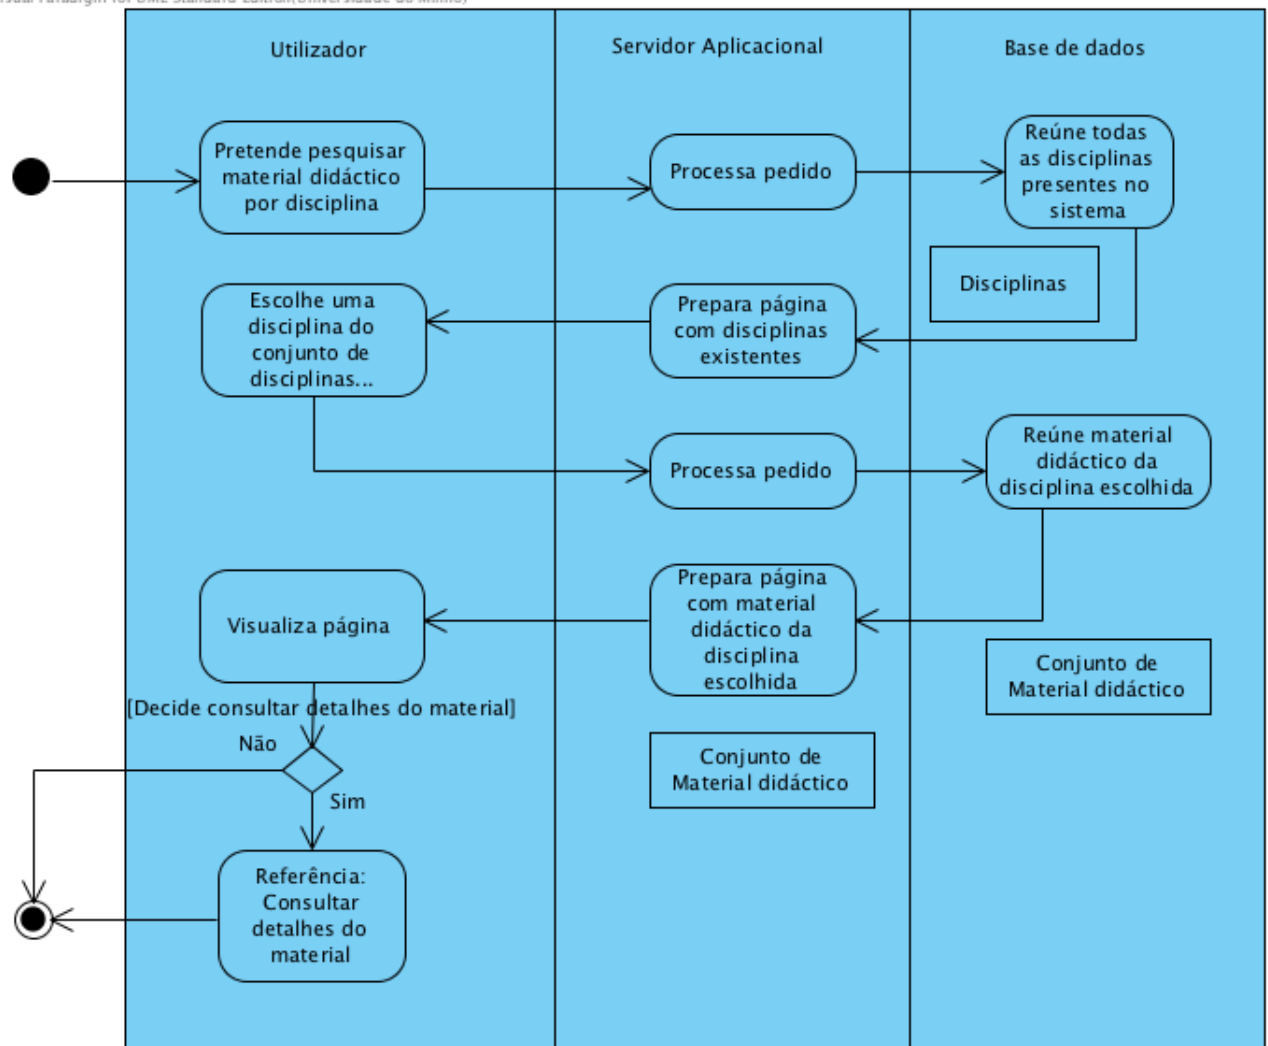 Utilizador
Servidor Aplicacional
Base de dados
Pretende pesquisar
material didáctico
por disciplina
Processa pedido
Reúne todas
as disciplinas
presentes no
sistema
Disciplinas
Prepara página
com disciplinas
existentes
Escolhe uma
disciplina do
conjunto de
disciplinas...
Processa pedido
Reúne material
didáctico da
disciplina escolhida
Prepara página
com material
didáctico da
disciplina
escolhida
Visualiza página
Conjunto de
Material didáctico
[Decide consultar detalhes do material]
Não
Sim
Conjunto de
Material didáctico
Referência:
Consultar
detalhes do
material